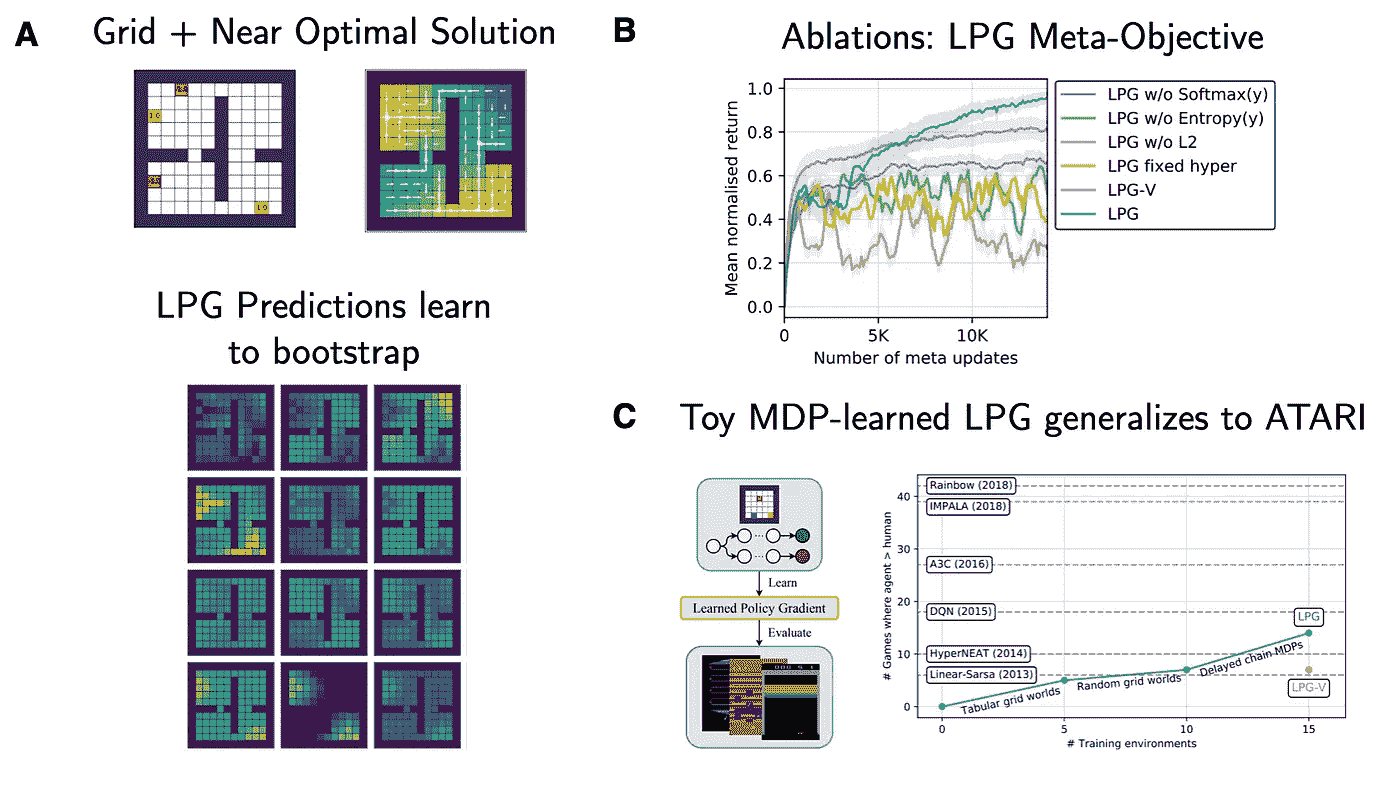 A
Grid + Near Optimal Solution
LPG Predictions learn
to bootstrap
B
Ablations: LPG Meta-Objective
Mean normalised return
1.0
0.8
0.6
0.4
0.2
0.0
0
5K
10K
Number of meta updates
LPG w/o Softmax(y)
LPG w/o Entropy(y)
LPG w/o L2
LPG fixed hyper
LPG-V
LPG
C
Toy MDP-learned LPG generalizes to ATARI
Learn
Learned Policy Gradient
Evaluate
# Games where agent > human
40
30
20
10
0
Rainbow (2018)
IMPALA (2018)
A3C (2016)
DQN (2015)
HyperNEAT (2014)
Linear-Sarsa (2013)
Tabular grid worlds
Random grid worlds
Delayed chain MDPs
LPG
LPG-V
0
5
10
15
# Training environments